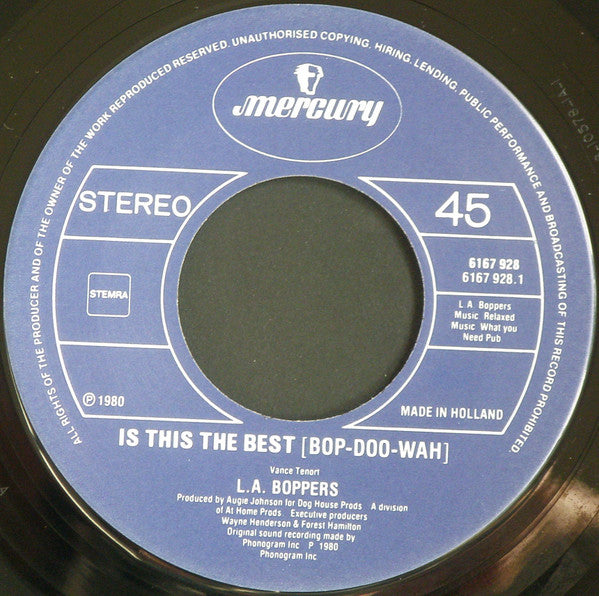 ALL RIGHTS OF THE PRODUCER AND OF THE OWNER OF THE WORK REPRODUCED RESERVED. UNAUTHORISED COPYING, HIRING, LENDING, PUBLIC PERFORMANCE AND BROADCASTING OF THIS RECORD PROHIBITED.
mercury
STEREO
45
6167 928
6167 928.1
STEMRA
L.A. Boppers
Music Relaxed
Music What you
Need Pub
℗ 1980
MADE IN HOLLAND
IS THIS THE BEST [BOP-DOO-WAH]
Vance Tenort
L.A. BOPPERS
Produced by Augie Johnson for Dog House Prods A division
of At Home Prods. Executive producers
Wayne Henderson & Forest Hamilton
Original sound recording made by
Phonogram Inc P 1980
Phonogram Inc